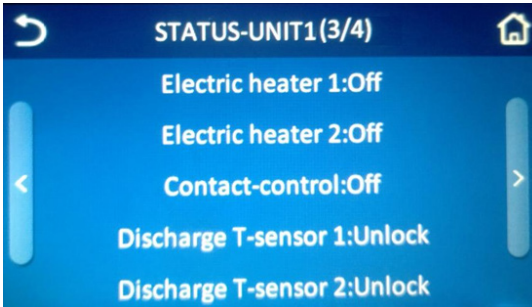 STATUS-UNIT1(3/4)
Electric heater 1:Off
Electric heater 2:Off
Contact-control:Off
Discharge T-sensor 1:Unlock
Discharge T-sensor 2:Unlock